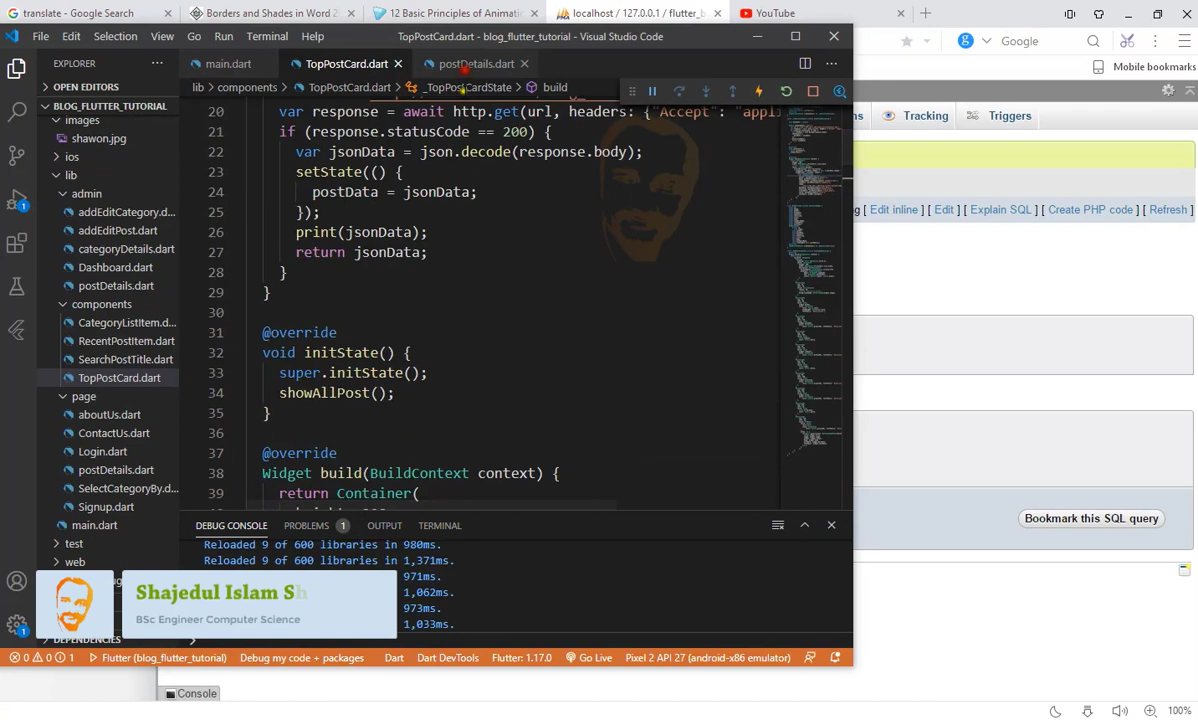 translate - Google Search
Borders and Shades in Word 2
12 Basic Principles of Animatic
localhost / 127.0.0.1 / flutter_b
YouTube
File Edit Selection View Go Run Terminal Help
TopPostCard.dart - blog_flutter_tutorial - Visual Studio Code
Google
Mobile bookmarks
EXPLORER
main.dart
TopPostCard.dart
postDetails.dart
OPEN EDITORS
lib > components > TopPostCard.dart > _TopPostCardState > build
BLOG_FLUTTER_TUTORIAL
images
shawon.jpg
ios
lib
admin
addEditCategory.d...
addEditPost.dart
categoryDetails.dart
Dashboard.dart
postDetails.dart
components
CategoryListItem.d...
RecentPostItem.dart
SearchPostTitle.dart
TopPostCard.dart
page
aboutUs.dart
ContactUs.dart
Login.dart
postDetails.dart
SelectCategoryBy.d...
Signup.dart
main.dart
test
web
DEPENDENCIES
20 var response = await http.get(url, headers: {"Accept": "appli
21 if (response.statusCode == 200) {
22 var jsonData = json.decode(response.body);
23 setState(() {
24 postData = jsonData;
25 });
26 print(jsonData);
27 return jsonData;
28 }
29 }
30
31 @override
32 void initState() {
33 super.initState();
34 showAllPost();
35 }
36
37 @override
38 Widget build(BuildContext context) {
39 return Container(
DEBUG CONSOLE PROBLEMS 1 OUTPUT TERMINAL
Reloaded 9 of 600 libraries in 980ms.
Reloaded 9 of 600 libraries in 1,371ms.
971ms.
1,062ms.
973ms.
1,033ms.
Shajedul Islam Sh
BSc Engineer Computer Science
0 0 1 Flutter (blog_flutter_tutorial) Debug my code + packages Dart Dart DevTools Flutter: 1.17.0 Go Live Pixel 2 API 27 (android-x86 emulator)
ns Tracking Triggers
[ Edit inline ] [ Edit ] [ Explain SQL ] [ Create PHP code ] [ Refresh ]
Bookmark this SQL query
Console
100%